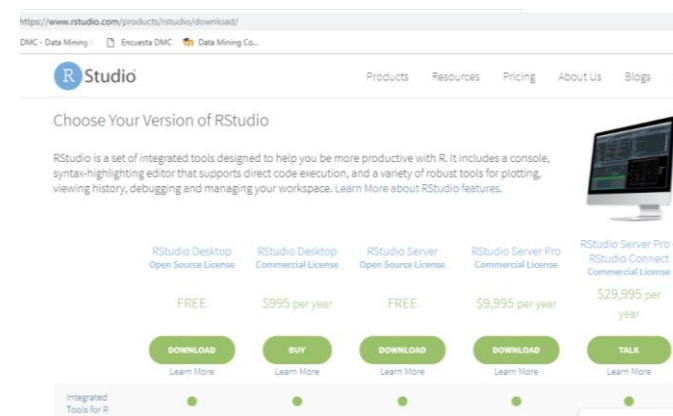 https://www.rstudio.com/products/rstudio/download/
DMC - Data Mining Encuesta DMC Data Mining Co...
R Studio
Products Resources Pricing About Us Blogs
Choose Your Version of RStudio
RStudio is a set of integrated tools designed to help you be more productive with R. It includes a console,
syntax-highlighting editor that supports direct code execution, and a variety of robust tools for plotting,
viewing history, debugging and managing your workspace. Learn More about RStudio features.
RStudio Desktop
Open Source License
FREE
DOWNLOAD
Learn More
RStudio Desktop
Commercial License
$995 per year
BUY
Learn More
RStudio Server
Open Source License
FREE
DOWNLOAD
Learn More
RStudio Server Pro
Commercial License
$9,995 per year
DOWNLOAD
Learn More
RStudio Server Pro
RStudio Connect
Commercial License
$29,995 per
year
TALK
Learn More
Integrated
Tools for R